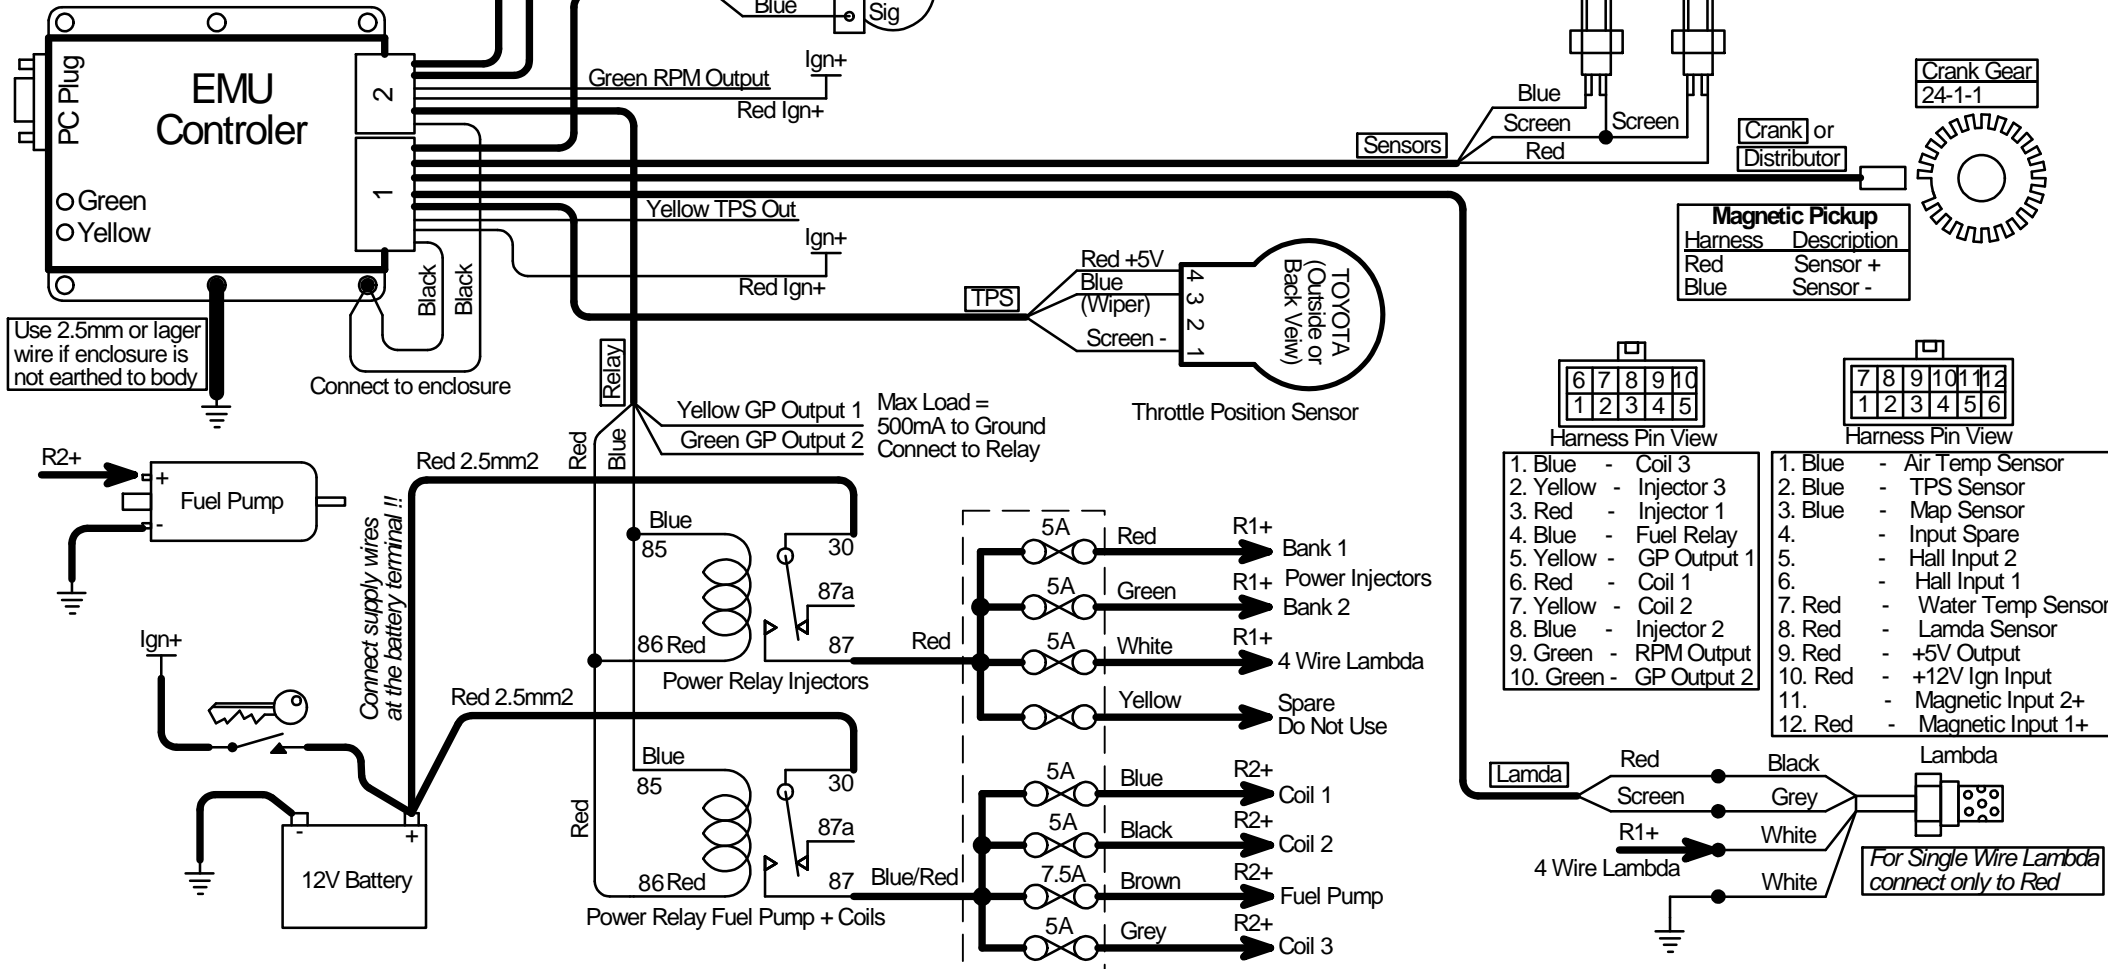 Blue
Sig
PC Plug
EMU
Controler
2
1
Green
Yellow
Green RPM Output
Ign+
Red Ign+
Yellow TPS Out
Ign+
Red Ign+
Black
Black
Use 2.5mm or lager
wire if enclosure is
not earthed to body
Connect to enclosure
Sensors
Blue
Screen
Screen
Red
Crank or
Distributor
Crank Gear
24-1-1
Magnetic Pickup
Harness Description
Red Sensor +
Blue Sensor -
TPS
Red +5V
Blue
(Wiper)
Screen -
4
3
2
1
TOYOTA
(Outside or
Back Veiw)
Throttle Position Sensor
Relay
Yellow GP Output 1
Green GP Output 2
Max Load =
500mA to Ground
Connect to Relay
Red
Blue
R2+
+
-
Fuel Pump
Red 2.5mm2
Connect supply wires
at the battery terminal !!
Ign+
Red 2.5mm2
-
+
12V Battery
Blue
85
30
87a
86 Red
87
Power Relay Injectors
Red
Red
Blue
85
30
87a
86 Red
87
Power Relay Fuel Pump + Coils
Blue/Red
5A Red R1+ Bank 1
Power Injectors
5A Green R1+ Bank 2
5A White R1+ 4 Wire Lambda
Yellow Spare
Do Not Use
5A Blue R2+ Coil 1
5A Black R2+ Coil 2
7.5A Brown R2+ Fuel Pump
5A Grey R2+ Coil 3
6 7 8 9 10
1 2 3 4 5
Harness Pin View
1. Blue - Coil 3
2. Yellow - Injector 3
3. Red - Injector 1
4. Blue - Fuel Relay
5. Yellow - GP Output 1
6. Red - Coil 1
7. Yellow - Coil 2
8. Blue - Injector 2
9. Green - RPM Output
10. Green - GP Output 2
7 8 9 10 11 12
1 2 3 4 5 6
Harness Pin View
1. Blue - Air Temp Sensor
2. Blue - TPS Sensor
3. Blue - Map Sensor
4. - Input Spare
5. - Hall Input 2
6. - Hall Input 1
7. Red - Water Temp Sensor
8. Red - Lamda Sensor
9. Red - +5V Output
10. Red - +12V Ign Input
11. - Magnetic Input 2+
12. Red - Magnetic Input 1+
Lamda
Red
Black
Screen
Grey
R1+
4 Wire Lambda
White
White
Lambda
For Single Wire Lambda
connect only to Red